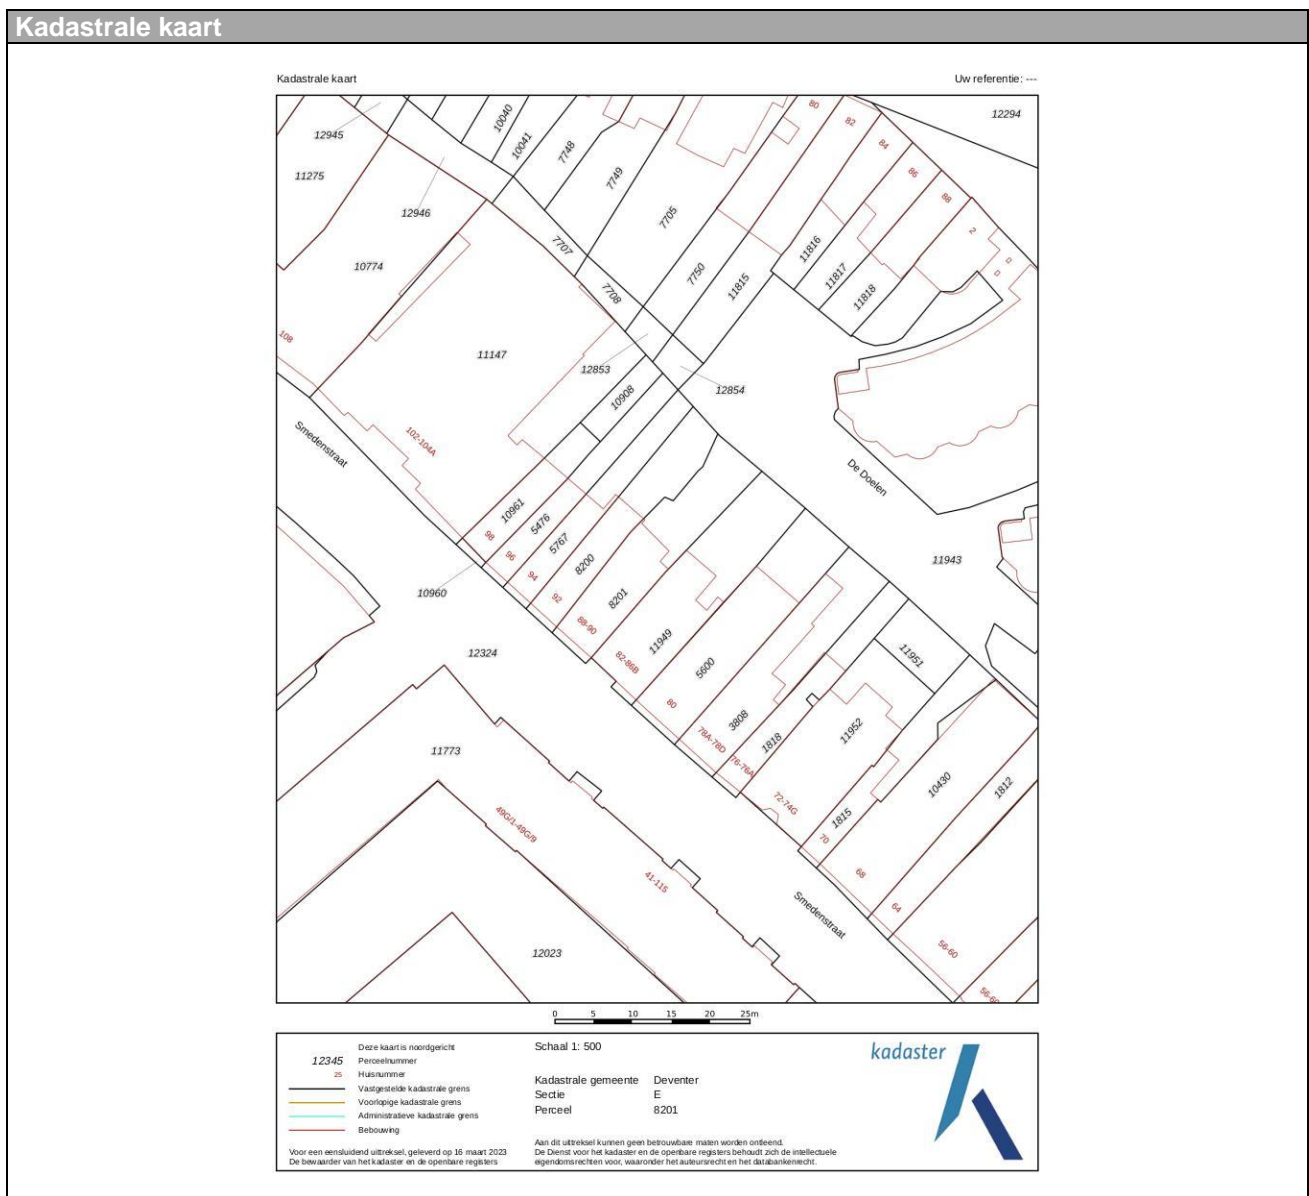 Kadastrale kaart
Kadastrale kaart
Uw referentie: ---
12294
80
82
84
86
88
2
10040
10041
12945
11275
12946
10774
108
7748
7749
7707
7708
7705
7750
11815
11816
11817
11818
11147
12853
10908
12854
102-104A
Smedenstraat
De Doelen
11943
10961
5476
5767
8200
8201
11949
5600
3808
1818
11951
11952
1815
10430
1812
98
96
94
92
88-90
82-86B
80
78A-78D
76-76A
72-74G
70
68
64
56-60
56-60
10960
12324
11773
49G/1-49G/9
41-115
Smedenstraat
12023
0 5 10 15 20 25m
Deze kaart is noordgericht
12345 Perceelnummer
25 Huisnummer
Vastgestelde kadastrale grens
Voorlopige kadastrale grens
Administratieve kadastrale grens
Bebouwing
Voor een eensluidend uittreksel, geleverd op 16 maart 2023
De bewaarder van het kadaster en de openbare registers
Schaal 1: 500
Kadastrale gemeente Deventer
Sectie E
Perceel 8201
Aan dit uittreksel kunnen geen betrouwbare maten worden ontleend.
De Dienst voor het kadaster en de openbare registers behoudt zich de intellectuele
eigendomsrechten voor, waaronder het auteursrecht en het databankenrecht.
kadaster